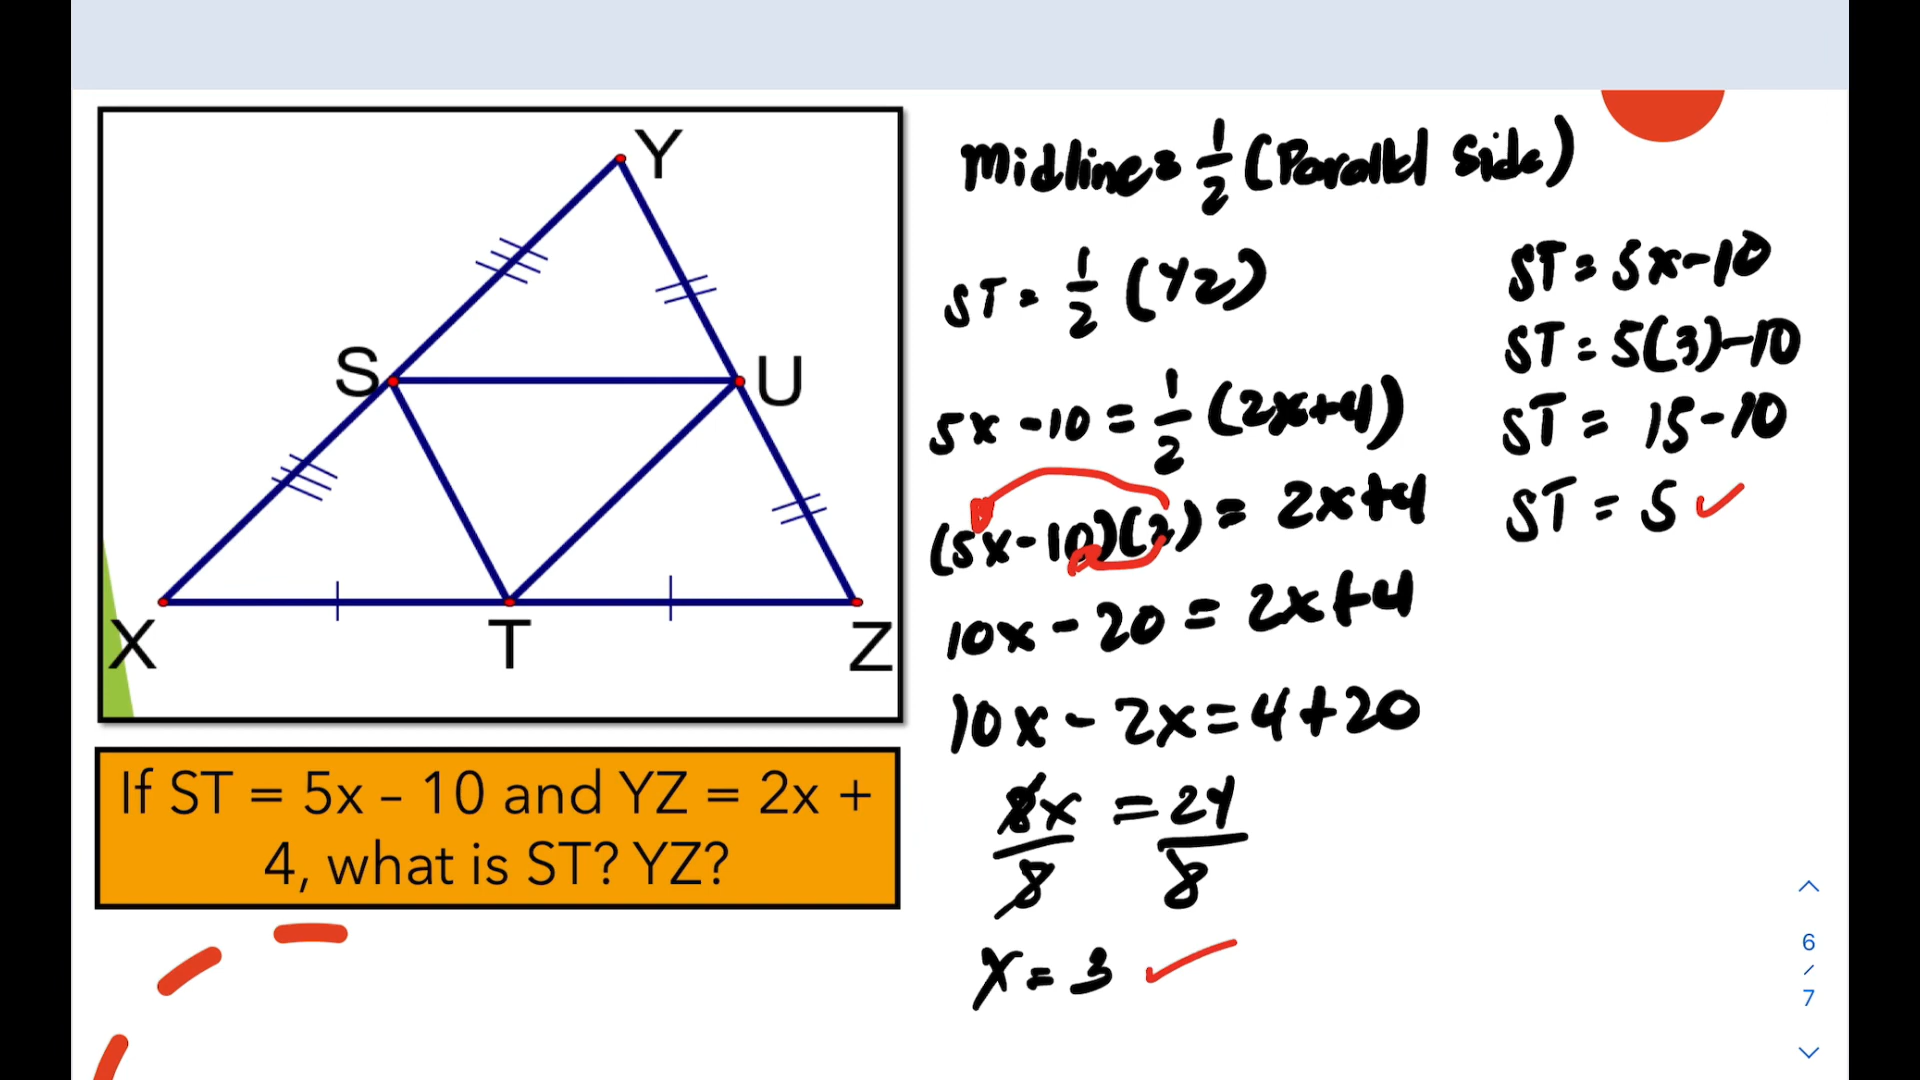 Y
S
U
X
T
Z
If ST = 5x – 10 and YZ = 2x +
4, what is ST? YZ?
Midline = 1/2 (Parallel Side)
ST = 1/2 (YZ)
5x - 10 = 1/2 (2x+4)
(5x-10)(2) = 2x+4
10x - 20 = 2x+4
10x - 2x = 4+20
8x/8 = 24/8
x = 3
ST = 5x-10
ST = 5(3)-10
ST = 15-10
ST = 5
6
/
7